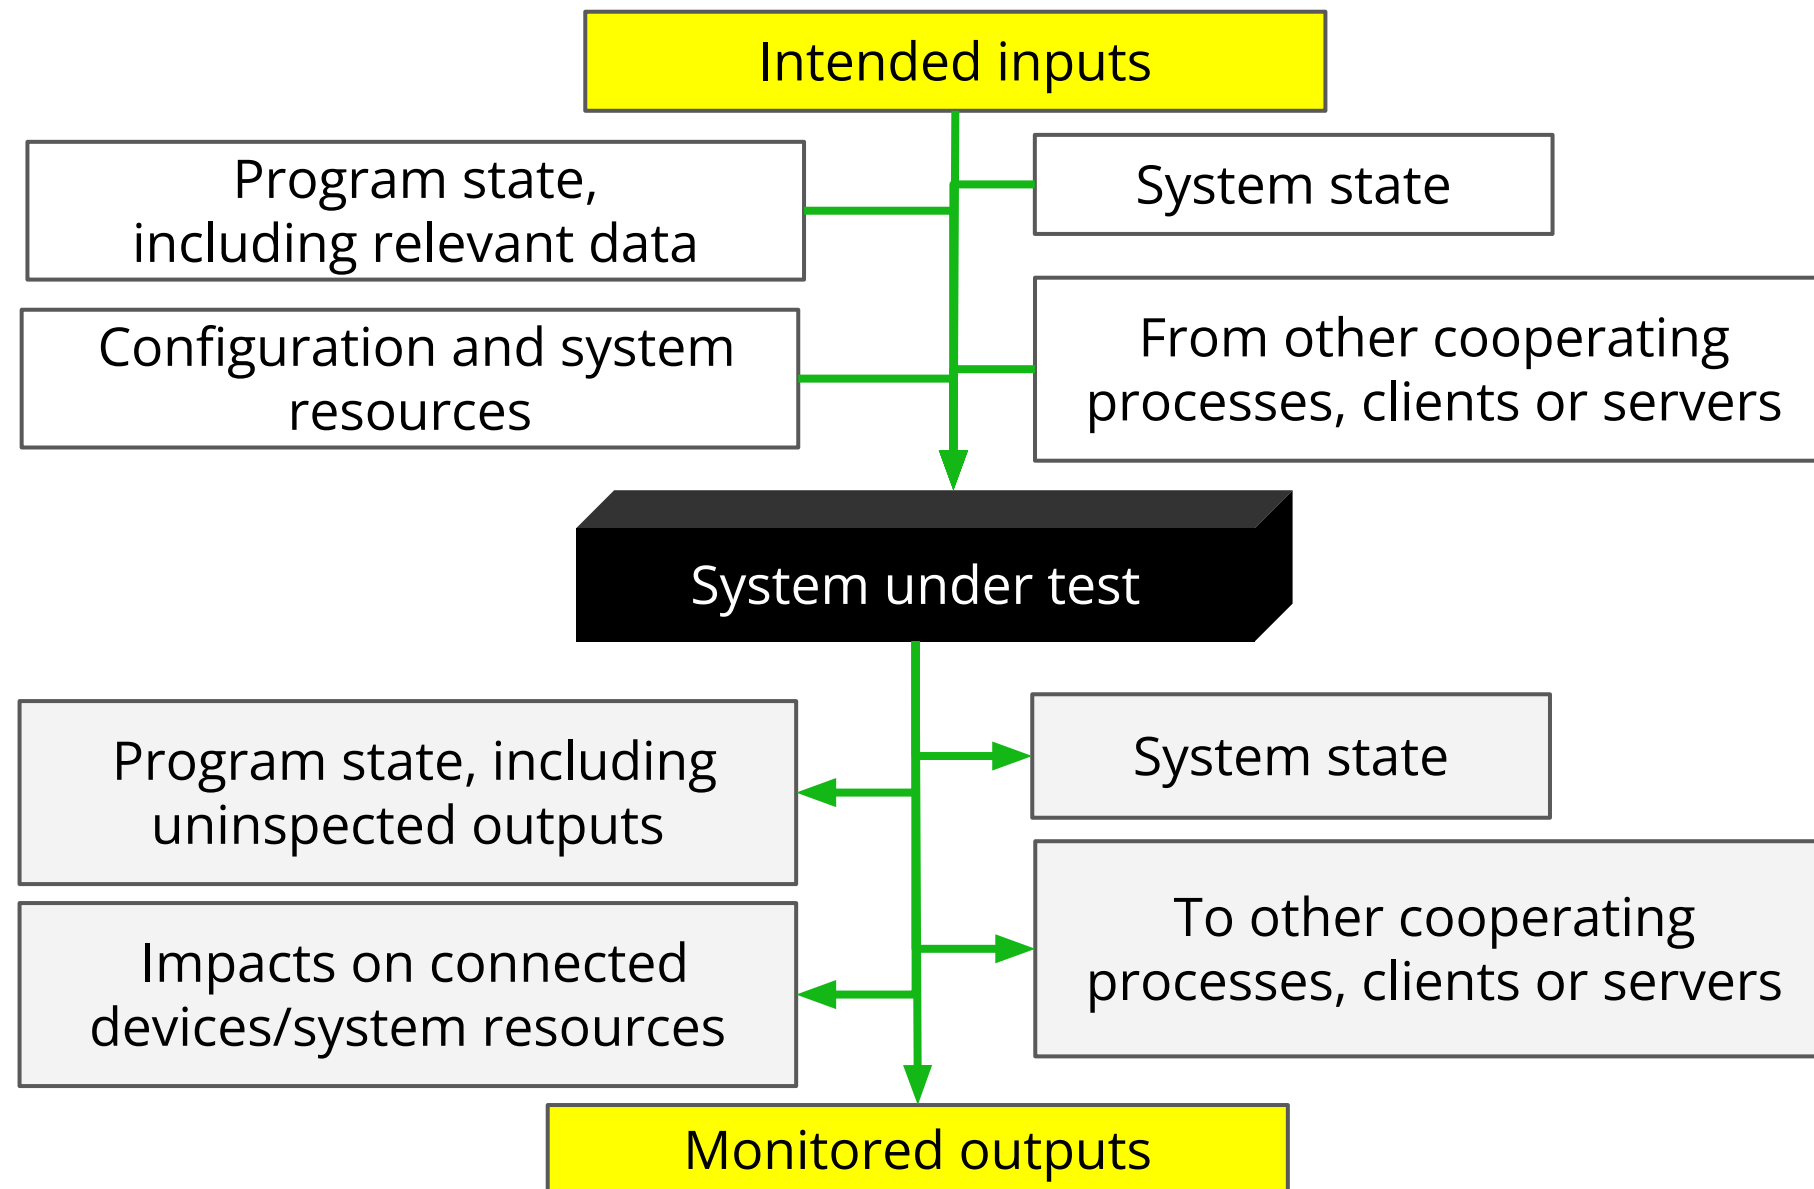 Intended inputs
Program state,
including relevant data
System state
Configuration and system
resources
From other cooperating
processes, clients or servers
System under test
Program state, including
uninspected outputs
System state
Impacts on connected
devices/system resources
To other cooperating
processes, clients or servers
Monitored outputs